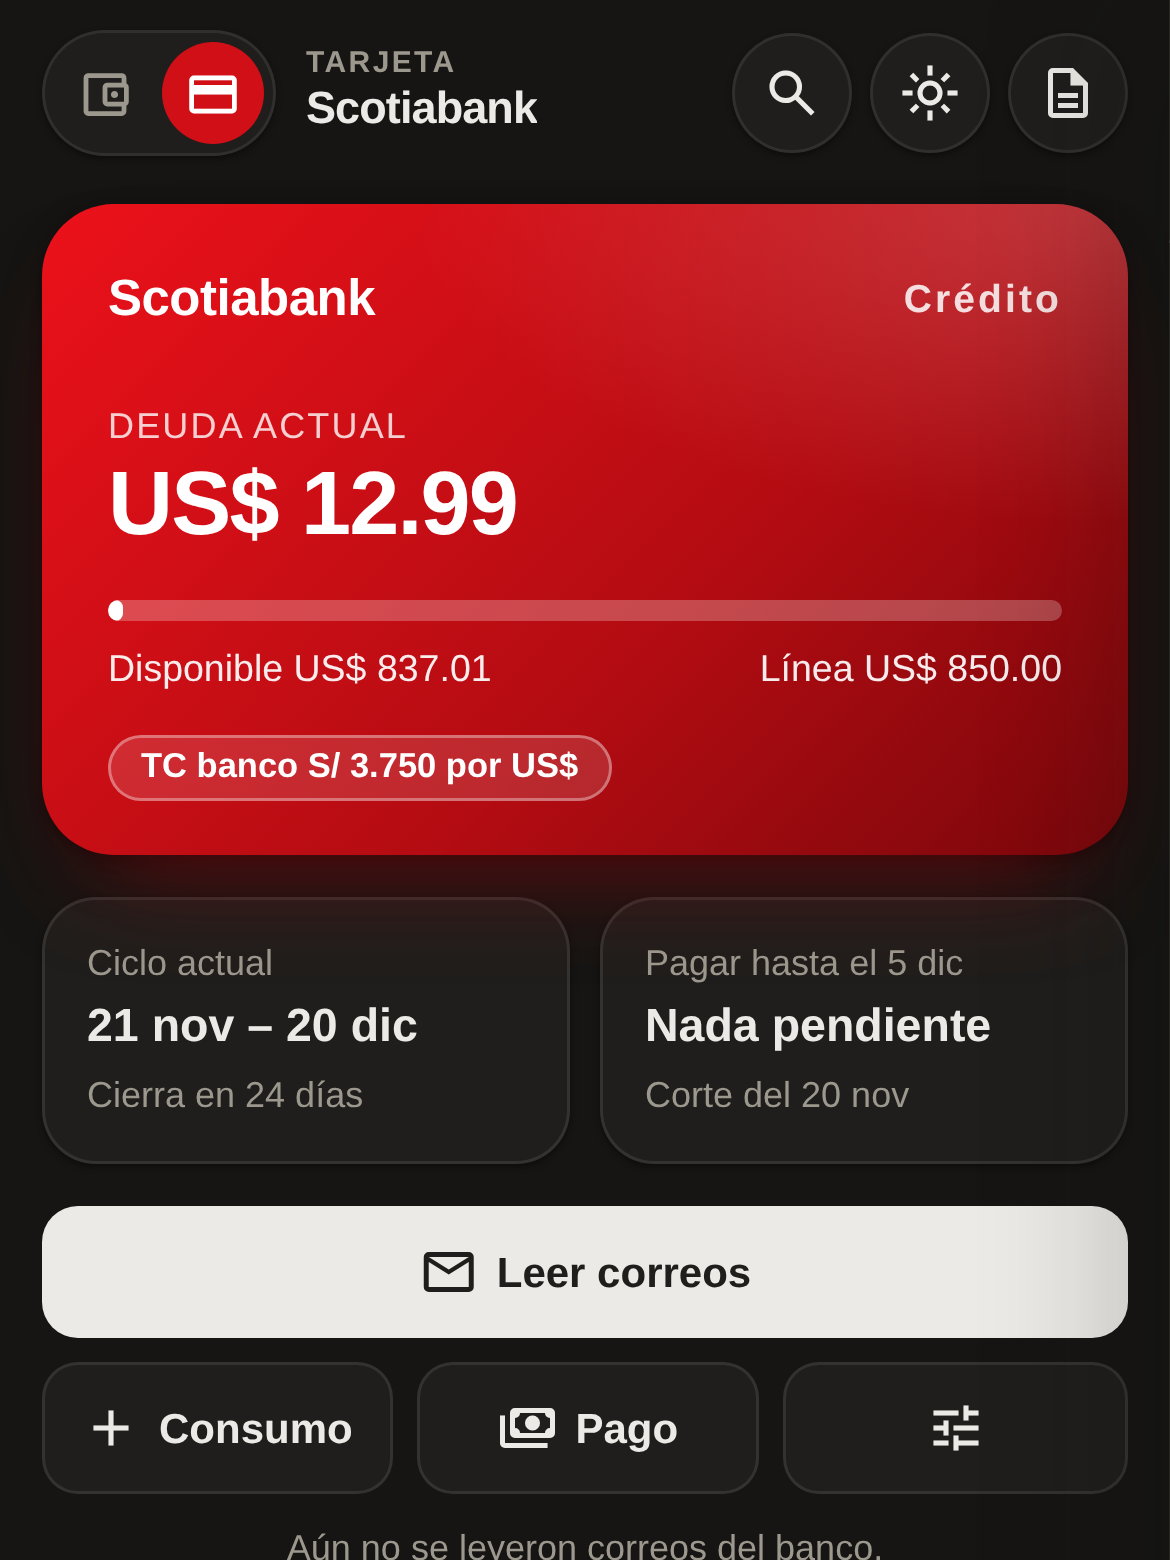 TARJETA
Scotiabank
Scotiabank
Crédito
DEUDA ACTUAL
US$ 12.99
Disponible US$ 837.01
Línea US$ 850.00
TC banco S/ 3.750 por US$
Ciclo actual
21 nov – 20 dic
Cierra en 24 días
Pagar hasta el 5 dic
Nada pendiente
Corte del 20 nov
Leer correos
Consumo
Pago
Aún no se leyeron correos del banco.